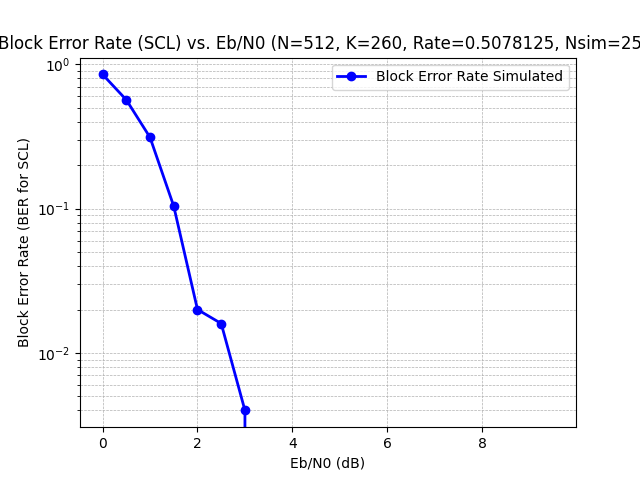 Block Error Rate (SCL) vs. Eb/N0 (N=512, K=260, Rate=0.5078125, Nsim=25
Block Error Rate Simulated
Block Error Rate (BER for SCL)
10⁰
10⁻¹
10⁻²
0 2 4 6 8
Eb/N0 (dB)